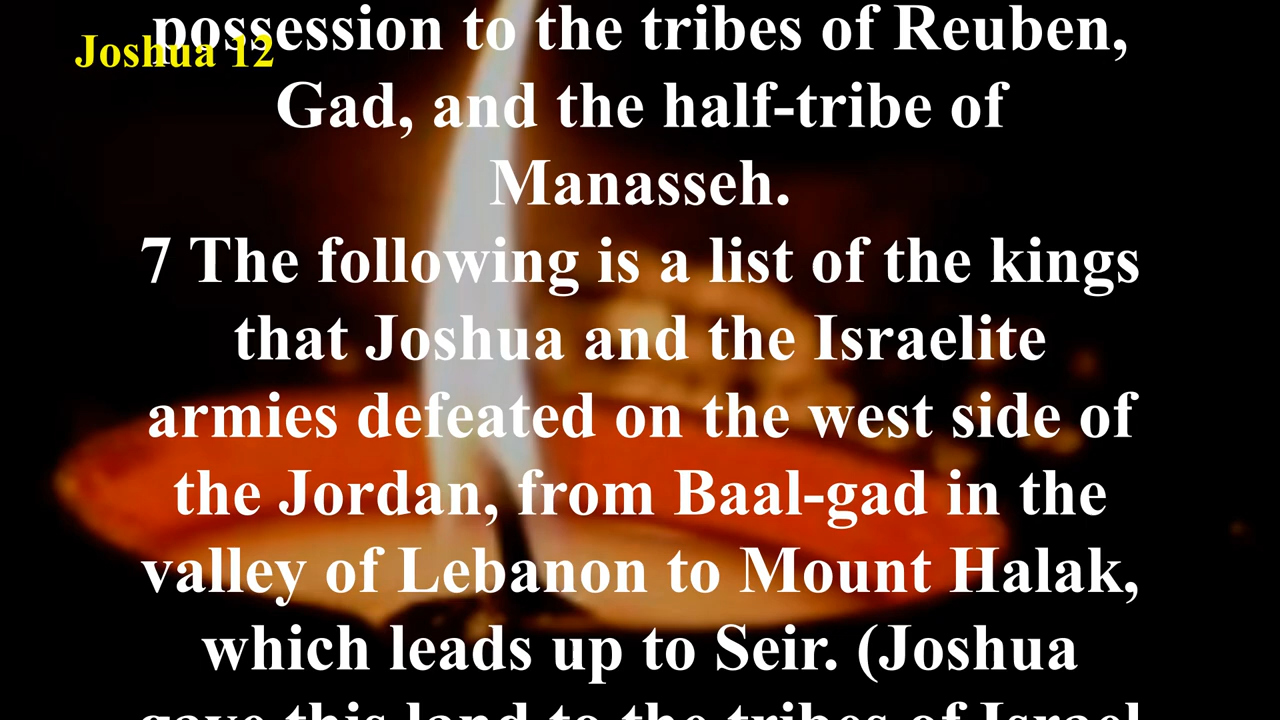 Joshua 12
possession to the tribes of Reuben,
Gad, and the half-tribe of
Manasseh.
7 The following is a list of the kings
that Joshua and the Israelite
armies defeated on the west side of
the Jordan, from Baal-gad in the
valley of Lebanon to Mount Halak,
which leads up to Seir. (Joshua
gave this land to the tribes of Israel